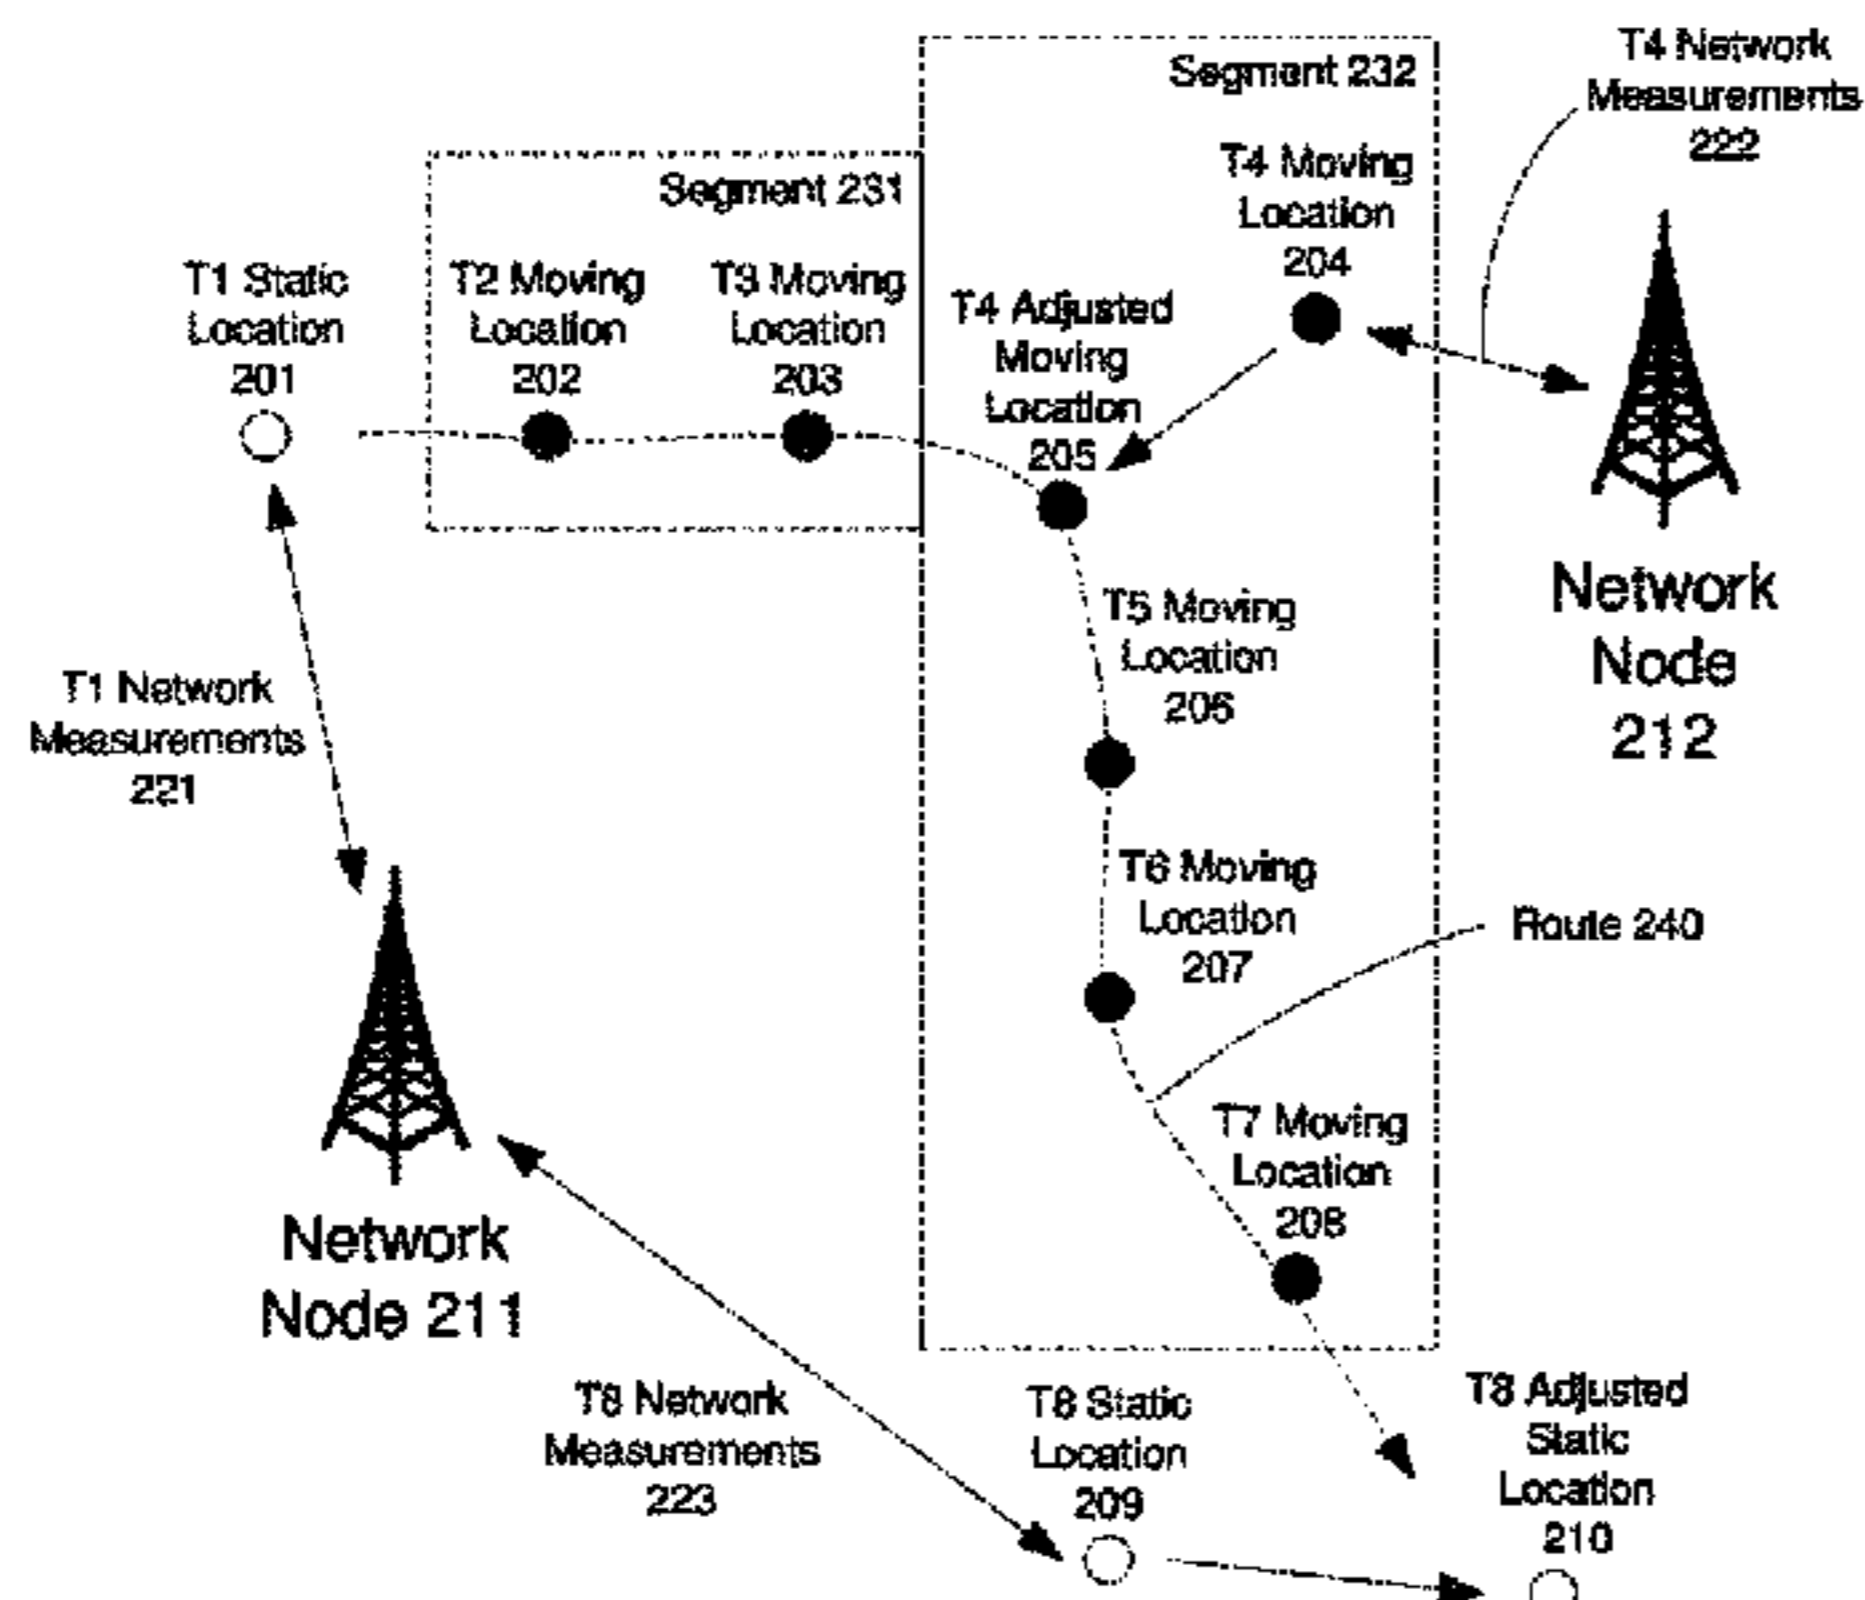 T4 Network
Measurements
222
Segment 232
T4 Moving
Location
204
Segment 231
T1 Static
Location
201
T2 Moving
Location
202
T3 Moving
Location
203
T4 Adjusted
Moving
Location
205
Network
Node
212
T5 Moving
Location
206
T1 Network
Measurements
221
T6 Moving
Location
207
Route 240
T7 Moving
Location
208
Network
Node 211
T8 Network
Measurements
223
T8 Static
Location
209
T8 Adjusted
Static
Location
210